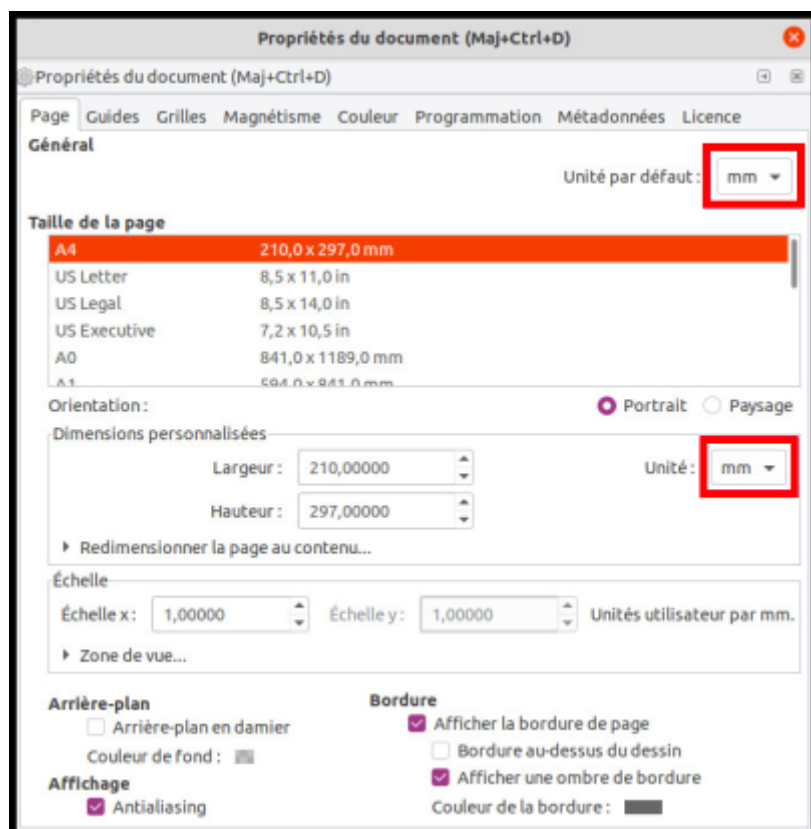 Propriétés du document (Maj+Ctrl+D)
Propriétés du document (Maj+Ctrl+D)
Page Guides Grilles Magnétisme Couleur Programmation Métadonnées Licence
Général
Unité par défaut : mm
Taille de la page
A4 210,0 x 297,0 mm
US Letter 8,5 x 11,0 in
US Legal 8,5 x 14,0 in
US Executive 7,2 x 10,5 in
A0 841,0 x 1189,0 mm
A1 594,0 x 841,0 mm
Orientation : Portrait Paysage
Dimensions personnalisées
Largeur : 210,00000 Unité : mm
Hauteur : 297,00000
Redimensionner la page au contenu...
Échelle
Échelle x : 1,00000 Échelle y : 1,00000 Unités utilisateur par mm.
Zone de vue...
Arrière-plan Bordure
Arrière-plan en damier Afficher la bordure de page
Bordure au-dessus du dessin
Couleur de fond :
Afficher une ombre de bordure
Affichage
Antialiasing Couleur de la bordure :